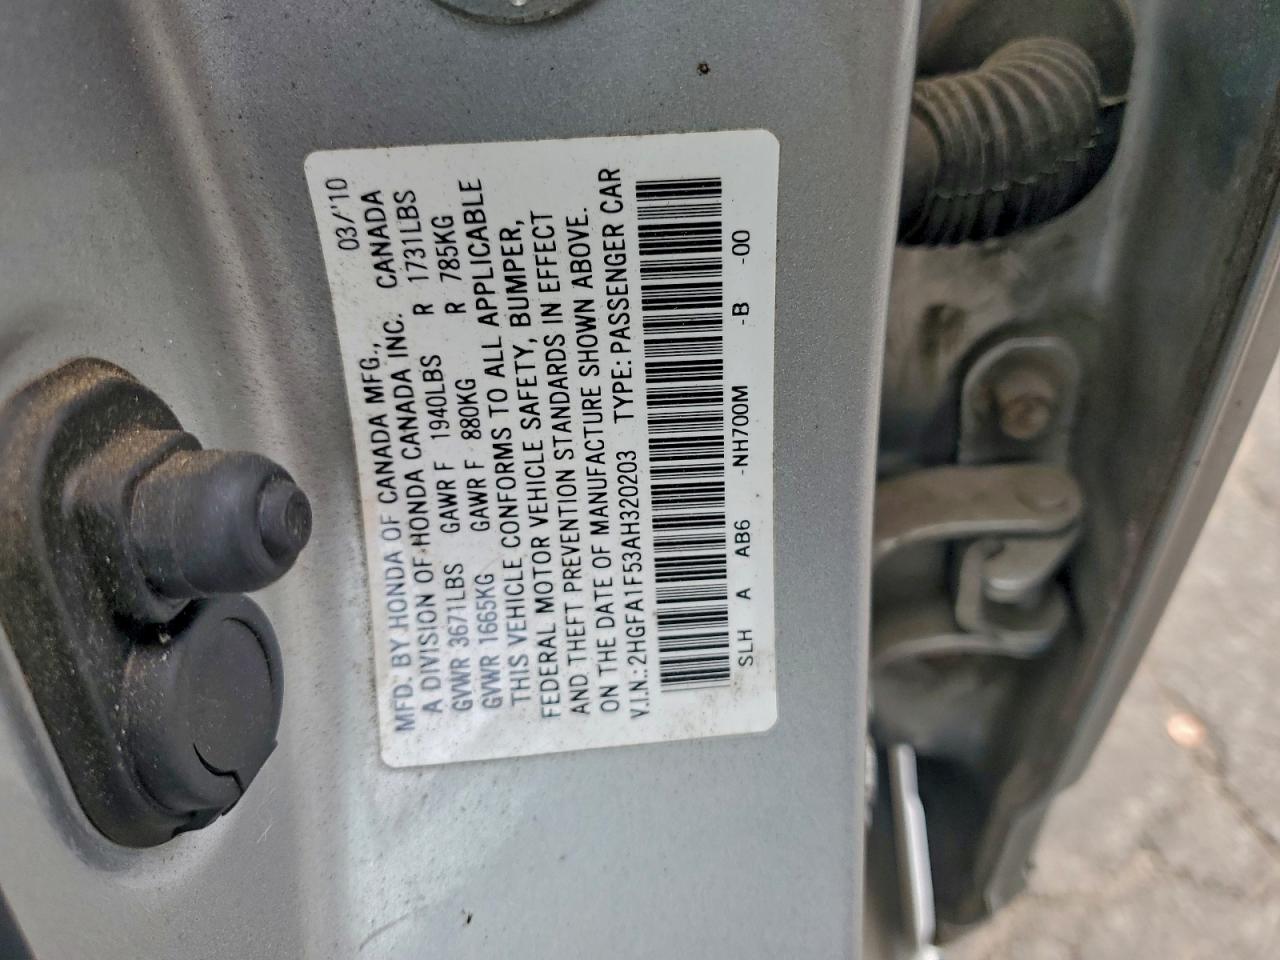 03/'10
MFD. BY HONDA OF CANADA MFG.,
A DIVISION OF HONDA CANADA INC. CANADA
GVWR 3671LBS GAWR F 1940LBS R 1731LBS
GVWR 1665KG GAWR F 880KG R 785KG
THIS VEHICLE CONFORMS TO ALL APPLICABLE
FEDERAL MOTOR VEHICLE SAFETY, BUMPER,
AND THEFT PREVENTION STANDARDS IN EFFECT
ON THE DATE OF MANUFACTURE SHOWN ABOVE.
V.I.N.:2HGFA1F53AH320203 TYPE:PASSENGER CAR
SLH A AB6 -NH700M -B -00